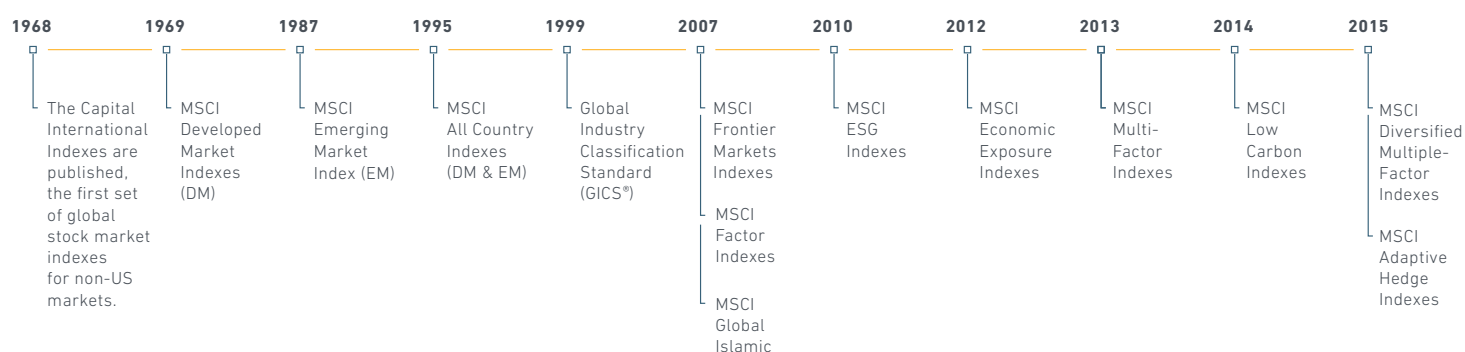 1968
The Capital
International
Indexes are
published,
the first set
of global
stock market
indexes
for non-US
markets.
1969
MSCI
Developed
Market
Indexes
(DM)
1987
MSCI
Emerging
Market
Index (EM)
1995
MSCI
All Country
Indexes
(DM & EM)
1999
Global
Industry
Classification
Standard
(GICS®)
2007
MSCI
Frontier
Markets
Indexes
MSCI
Factor
Indexes
MSCI
Global
Islamic
2010
MSCI
ESG
Indexes
2012
MSCI
Economic
Exposure
Indexes
2013
MSCI
Multi-
Factor
Indexes
2014
MSCI
Low
Carbon
Indexes
2015
MSCI
Diversified
Multiple-
Factor
Indexes
MSCI
Adaptive
Hedge
Indexes